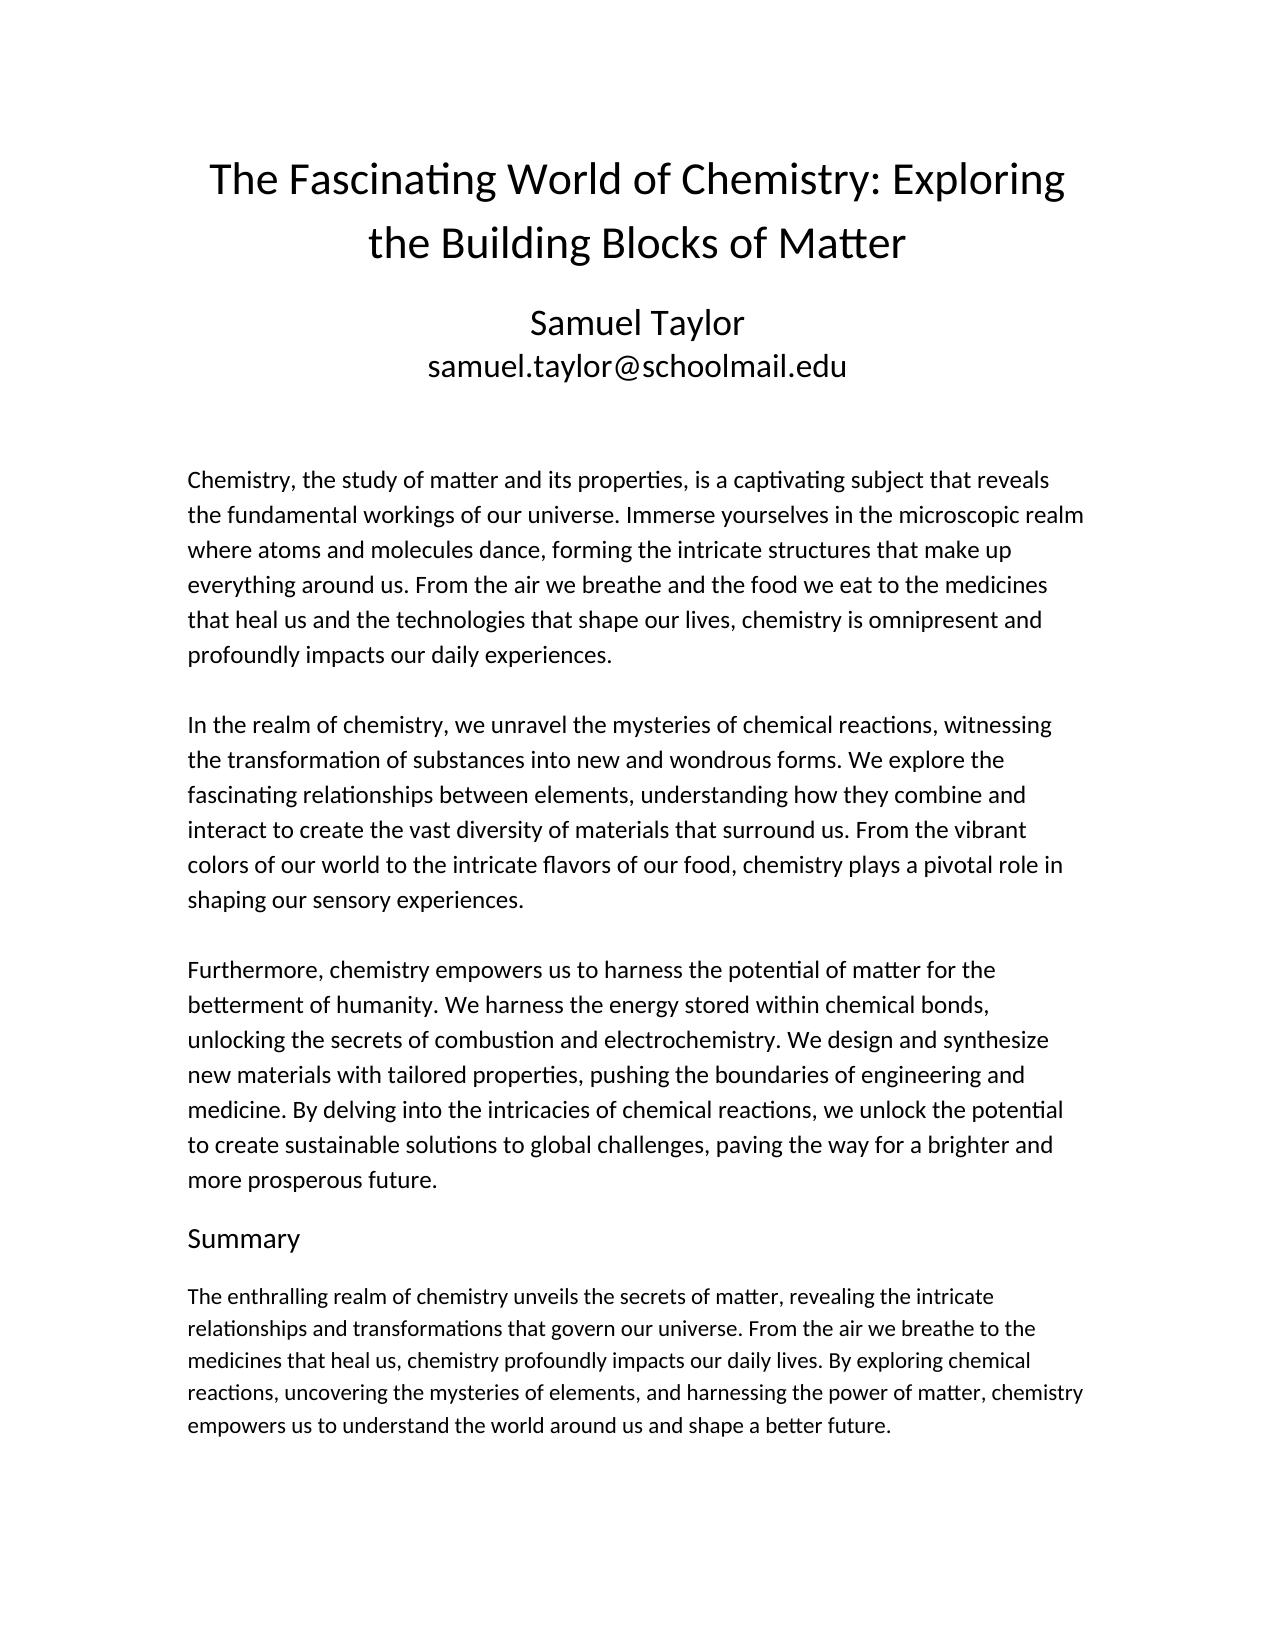 The Fascinating World of Chemistry: Exploring
the Building Blocks of Matter
Samuel Taylor
samuel.taylor@schoolmail.edu
Chemistry, the study of matter and its properties, is a captivating subject that reveals
the fundamental workings of our universe. Immerse yourselves in the microscopic realm
where atoms and molecules dance, forming the intricate structures that make up
everything around us. From the air we breathe and the food we eat to the medicines
that heal us and the technologies that shape our lives, chemistry is omnipresent and
profoundly impacts our daily experiences.
In the realm of chemistry, we unravel the mysteries of chemical reactions, witnessing
the transformation of substances into new and wondrous forms. We explore the
fascinating relationships between elements, understanding how they combine and
interact to create the vast diversity of materials that surround us. From the vibrant
colors of our world to the intricate flavors of our food, chemistry plays a pivotal role in
shaping our sensory experiences.
Furthermore, chemistry empowers us to harness the potential of matter for the
betterment of humanity. We harness the energy stored within chemical bonds,
unlocking the secrets of combustion and electrochemistry. We design and synthesize
new materials with tailored properties, pushing the boundaries of engineering and
medicine. By delving into the intricacies of chemical reactions, we unlock the potential
to create sustainable solutions to global challenges, paving the way for a brighter and
more prosperous future.
Summary
The enthralling realm of chemistry unveils the secrets of matter, revealing the intricate
relationships and transformations that govern our universe. From the air we breathe to the
medicines that heal us, chemistry profoundly impacts our daily lives. By exploring chemical
reactions, uncovering the mysteries of elements, and harnessing the power of matter, chemistry
empowers us to understand the world around us and shape a better future.